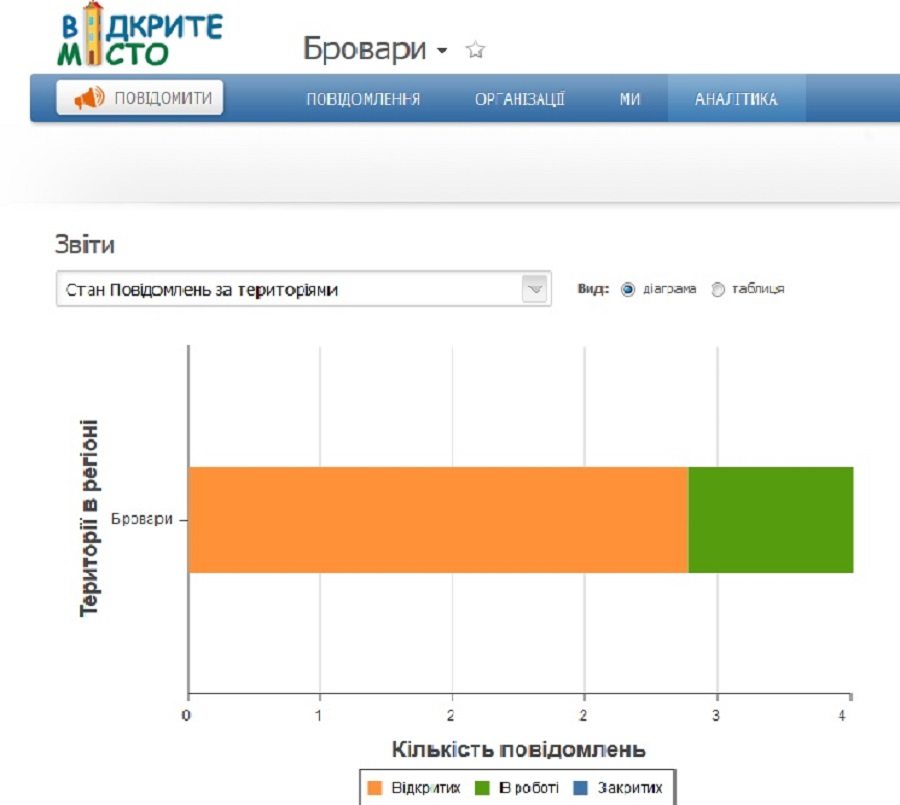 ВІДКРИТЕ
МІСТО
Бровари
ПОВІДОМИТИ
ПОВІДОМЛЕННЯ
ОРГАНІЗАЦІЇ
МИ
АНАЛІТИКА
Звіти
Стан Повідомлень за територіями
Вид: діаграма таблиця
Території в регіоні
Бровари
0 1 2 2 3 4
Кількість повідомлень
Відкритих В роботі Закритих